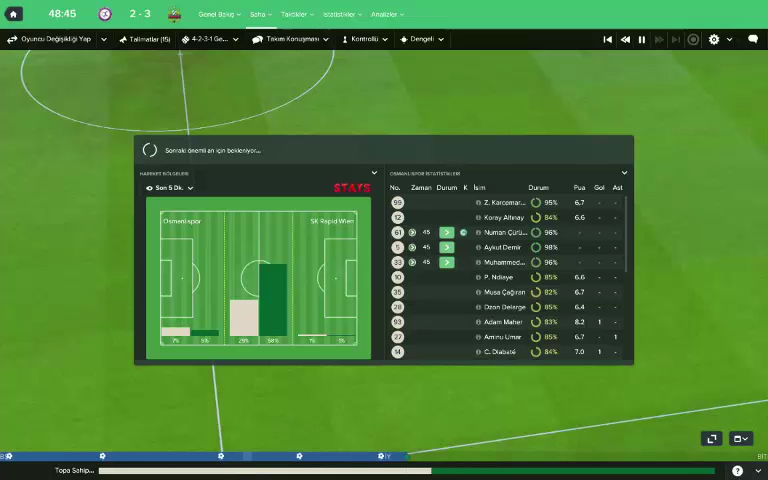 48:45
2 - 3
Genel Bakış
Saha
Taktikler
İstatistikler
Analizler
Oyuncu Değişikliği Yap
Talimatlar (15)
4-2-3-1 Ge...
Takım Konuşması
Kontrollü
Dengeli
Sonraki önemli an için bekleniyor...
HAREKET BÖLGELERİ
Son 5 Dk.
STAYS
Osmanlıspor
SK Rapid Wien
7% 5% 28% 58% 1% 1%
OSMANLISPOR İSTATİSTİKLERİ
No. Zaman Durum K İsim Durum Pua Gol Ast
99 Z. Karcemar... 95% 6.7 - -
12 Koray Altınay 84% 6.6 - -
61 45 Numan Çürü... 96% - - -
5 45 Aykut Demir 98% - - -
33 45 Muhammed... 96% - - -
10 P. Ndiaye 85% 6.6 - -
35 Musa Çağıran 82% 6.7 - -
28 Dzon Delarge 85% 6.4 - -
93 Adam Maher 83% 8.2 1 -
27 Aminu Umar 85% 6.7 - 1
14 C. Diabaté 84% 7.0 1 -
İY
Topa Sahip...